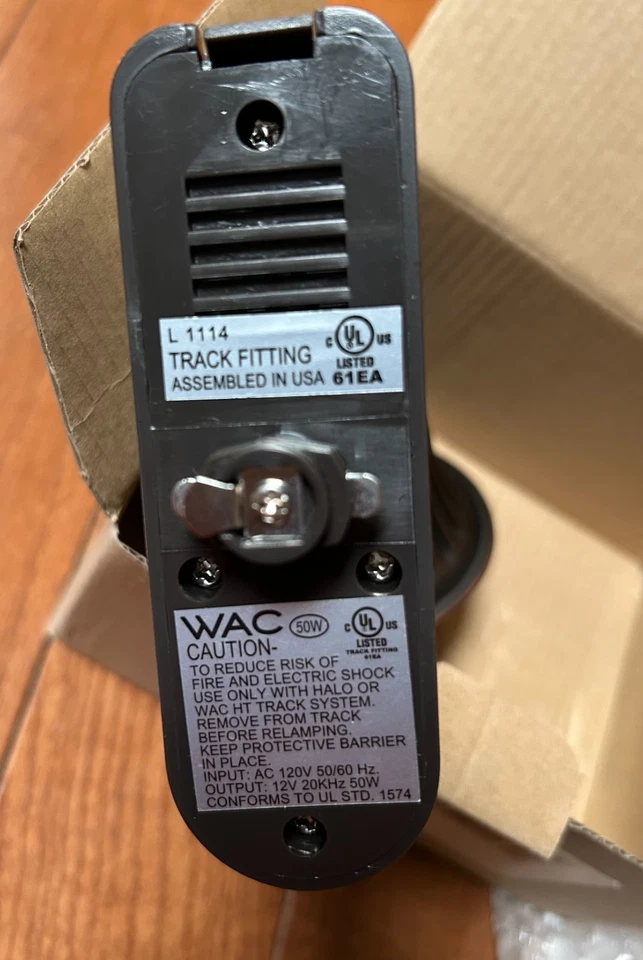 L 1114
TRACK FITTING
ASSEMBLED IN USA
C UL US
LISTED
61EA
WAC 50W
C UL US
LISTED
TRACK FITTING
61EA
CAUTION-
TO REDUCE RISK OF
FIRE AND ELECTRIC SHOCK
USE ONLY WITH HALO OR
WAC HT TRACK SYSTEM.
REMOVE FROM TRACK
BEFORE RELAMPING.
KEEP PROTECTIVE BARRIER
IN PLACE.
INPUT: AC 120V 50/60 Hz.
OUTPUT: 12V 20KHz 50W
CONFORMS TO UL STD. 1574